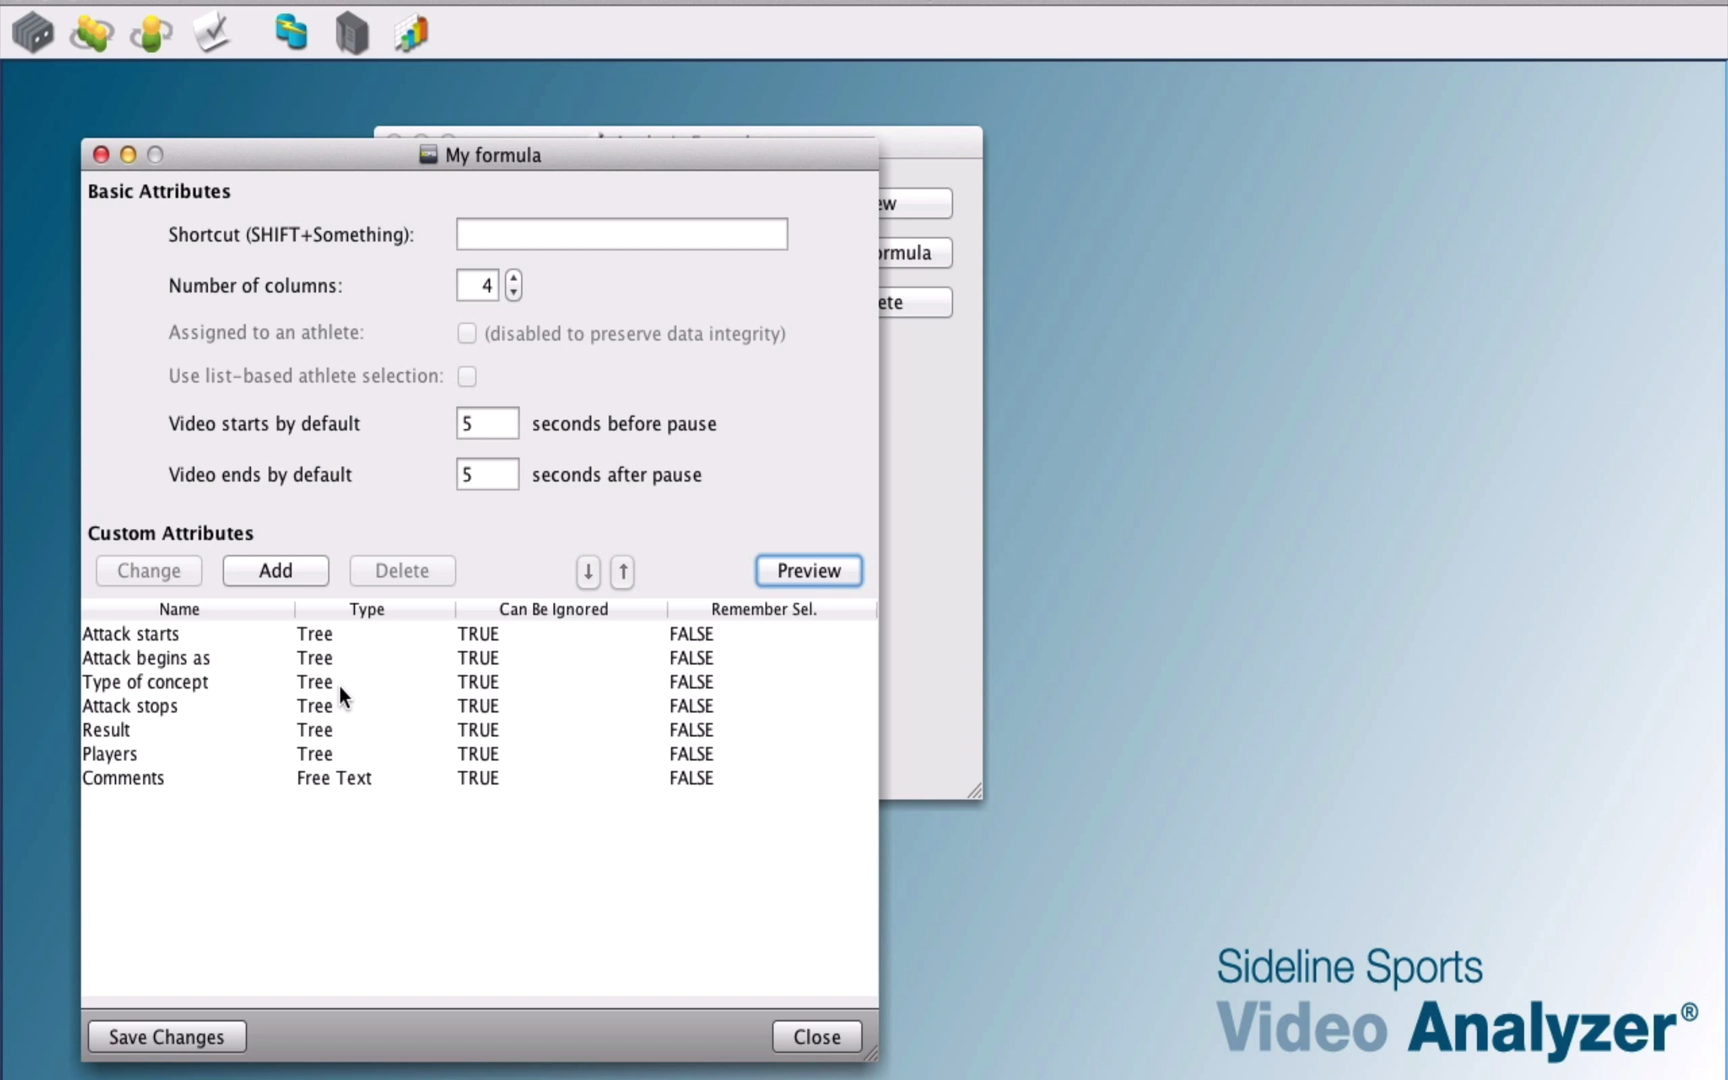 My formula
Basic Attributes
Shortcut (SHIFT+Something):
Number of columns: 4
Assigned to an athlete: (disabled to preserve data integrity)
Use list-based athlete selection:
Video starts by default 5 seconds before pause
Video ends by default 5 seconds after pause
Custom Attributes
Change Add Delete ↓ ↑ Preview
Name Type Can Be Ignored Remember Sel.
Attack starts Tree TRUE FALSE
Attack begins as Tree TRUE FALSE
Type of concept Tree TRUE FALSE
Attack stops Tree TRUE FALSE
Result Tree TRUE FALSE
Players Tree TRUE FALSE
Comments Free Text TRUE FALSE
Save Changes Close
ew
ormula
ete
Sideline Sports
Video Analyzer®